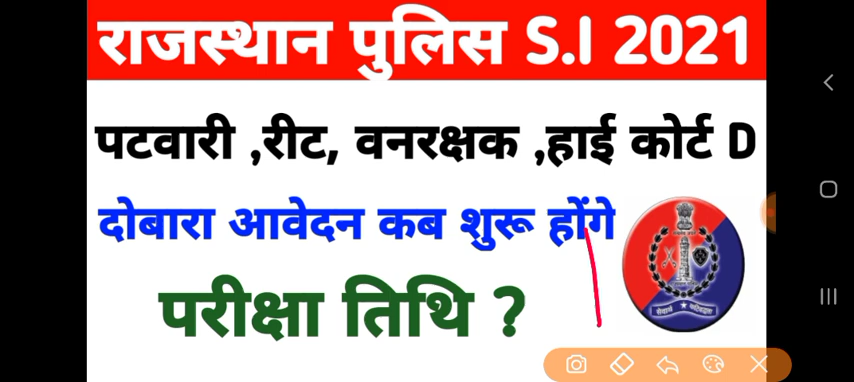 राजस्थान पुलिस S.I 2021
पटवारी ,रीट, वनरक्षक ,हाई कोर्ट D
दोबारा आवेदन कब शुरू होंगे
परीक्षा तिथि ?